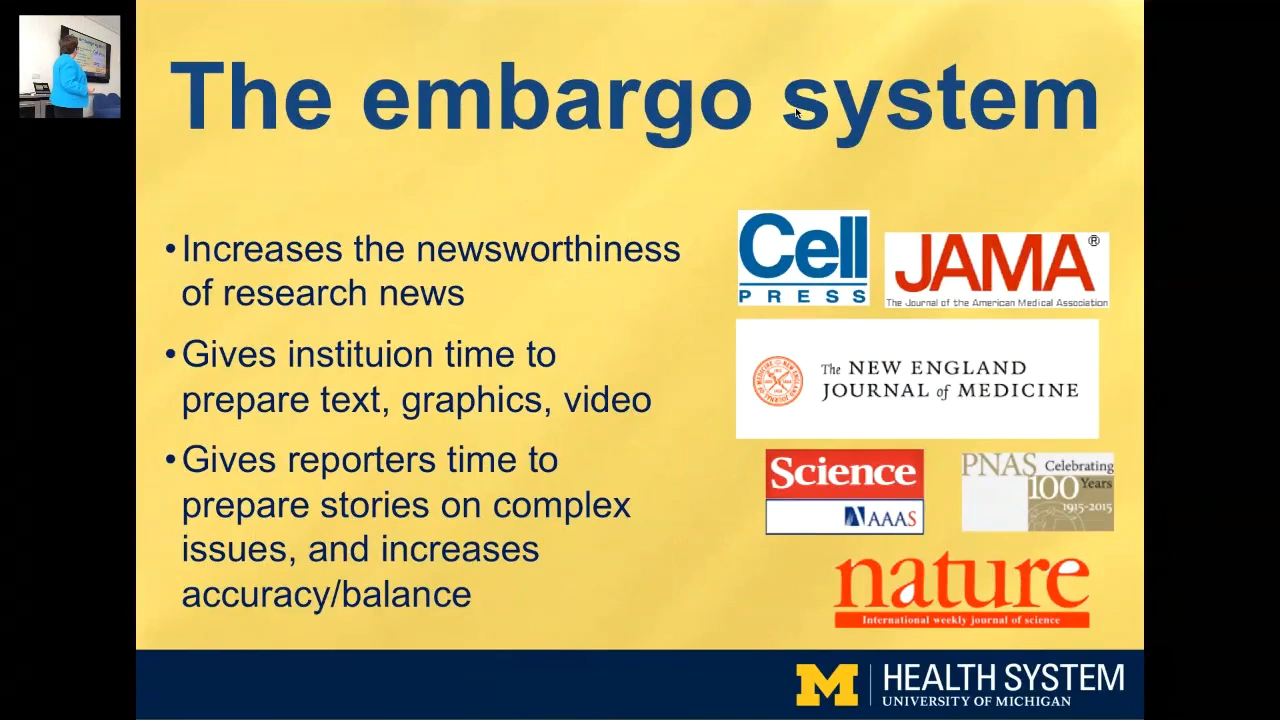 The embargo system
•Increases the newsworthiness
of research news
•Gives instituion time to
prepare text, graphics, video
•Gives reporters time to
prepare stories on complex
issues, and increases
accuracy/balance
Cell
PRESS
JAMA®
The Journal of the American Medical Association
The NEW ENGLAND
JOURNAL of MEDICINE
Science
AAAS
PNAS Celebrating
100 Years
1915-2015
nature
International weekly journal of science
M HEALTH SYSTEM
UNIVERSITY OF MICHIGAN